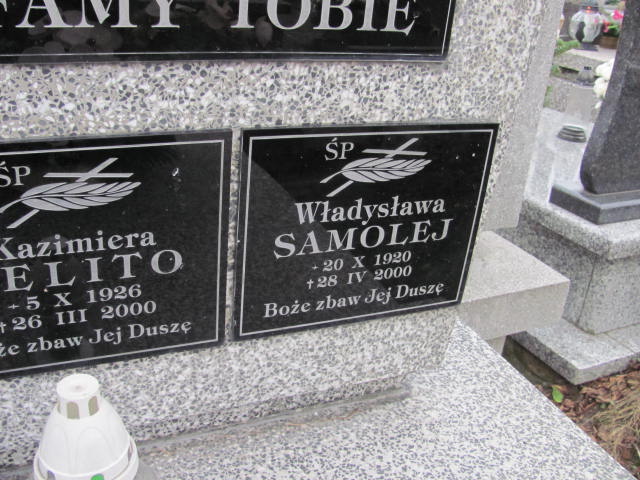 FAMY TOBIE
ŚP
Kazimiera
ELITO
5 X 1926
† 26 III 2000
że zbaw Jej Duszę
ŚP
Władysława
SAMOLEJ
20 X 1920
† 28 IV 2000
Boże zbaw Jej Duszę